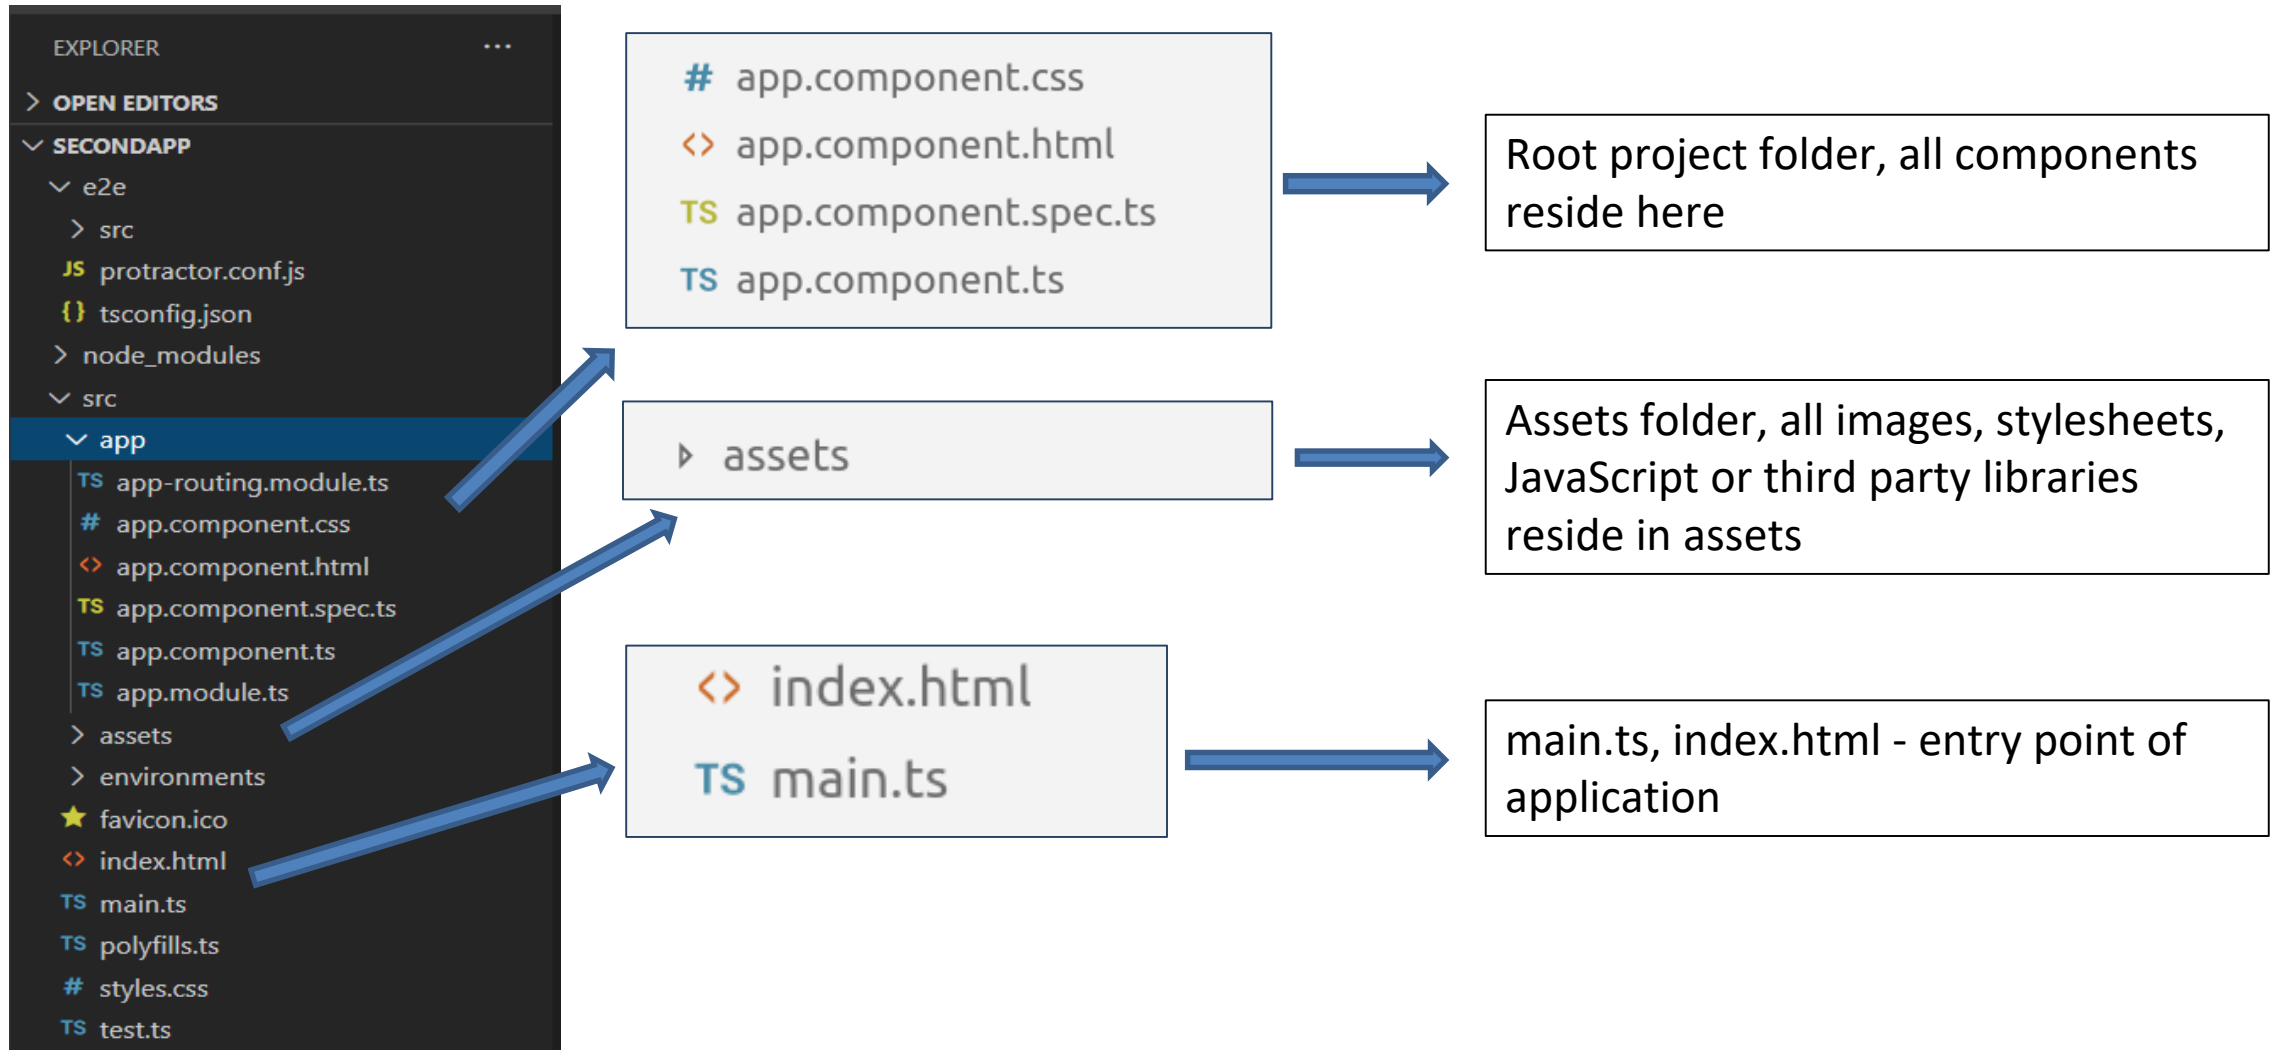 EXPLORER ...
> OPEN EDITORS
SECONDAPP
e2e
> src
JS protractor.conf.js
{} tsconfig.json
> node_modules
src
app
TS app-routing.module.ts
# app.component.css
<> app.component.html
TS app.component.spec.ts
TS app.component.ts
TS app.module.ts
> assets
> environments
favicon.ico
<> index.html
TS main.ts
TS polyfills.ts
# styles.css
TS test.ts
# app.component.css
<> app.component.html
TS app.component.spec.ts
TS app.component.ts
Root project folder, all components
reside here
assets
Assets folder, all images, stylesheets,
JavaScript or third party libraries
reside in assets
<> index.html
TS main.ts
main.ts, index.html - entry point of
application